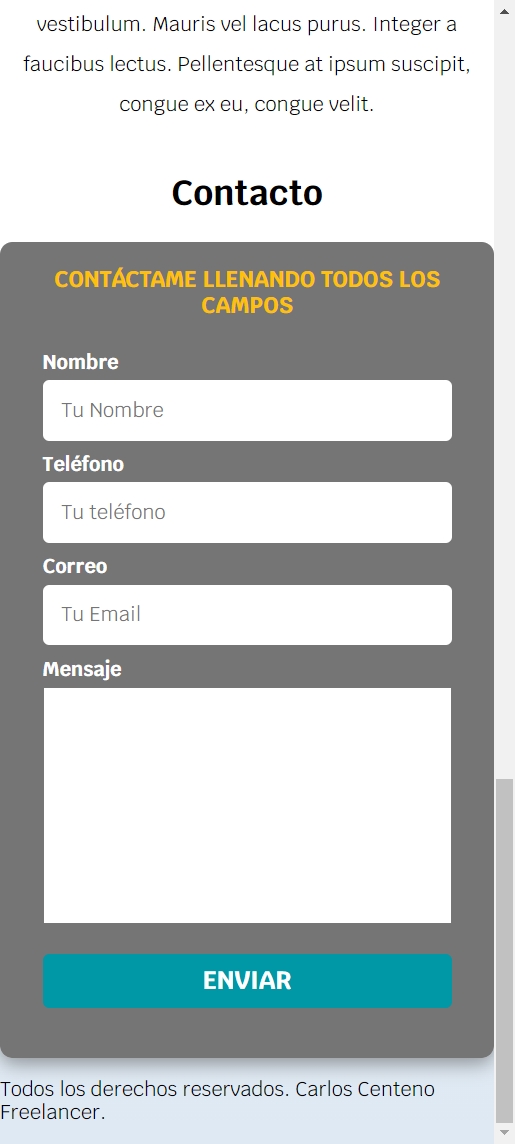 vestibulum. Mauris vel lacus purus. Integer a
faucibus lectus. Pellentesque at ipsum suscipit,
congue ex eu, congue velit.
Contacto
CONTÁCTAME LLENANDO TODOS LOS
CAMPOS
Nombre
Tu Nombre
Teléfono
Tu teléfono
Correo
Tu Email
Mensaje
ENVIAR
Todos los derechos reservados. Carlos Centeno
Freelancer.